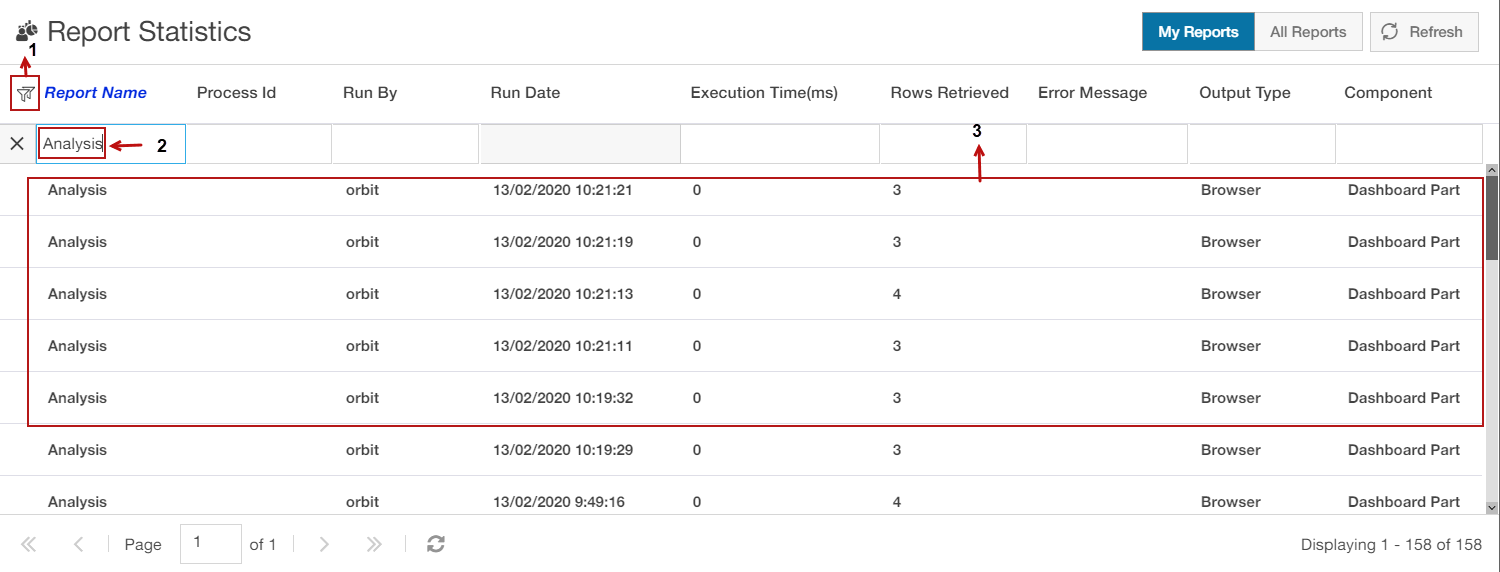 Report Statistics My Reports All Reports Refresh
1
Report Name Process Id Run By Run Date Execution Time(ms) Rows Retrieved Error Message Output Type Component
Analysis 2 3
Analysis orbit 13/02/2020 10:21:21 0 3 Browser Dashboard Part
Analysis orbit 13/02/2020 10:21:19 0 3 Browser Dashboard Part
Analysis orbit 13/02/2020 10:21:13 0 4 Browser Dashboard Part
Analysis orbit 13/02/2020 10:21:11 0 3 Browser Dashboard Part
Analysis orbit 13/02/2020 10:19:32 0 3 Browser Dashboard Part
Analysis orbit 13/02/2020 10:19:29 0 3 Browser Dashboard Part
Analysis orbit 13/02/2020 9:49:16 0 4 Browser Dashboard Part
Page 1 of 1 Displaying 1 - 158 of 158